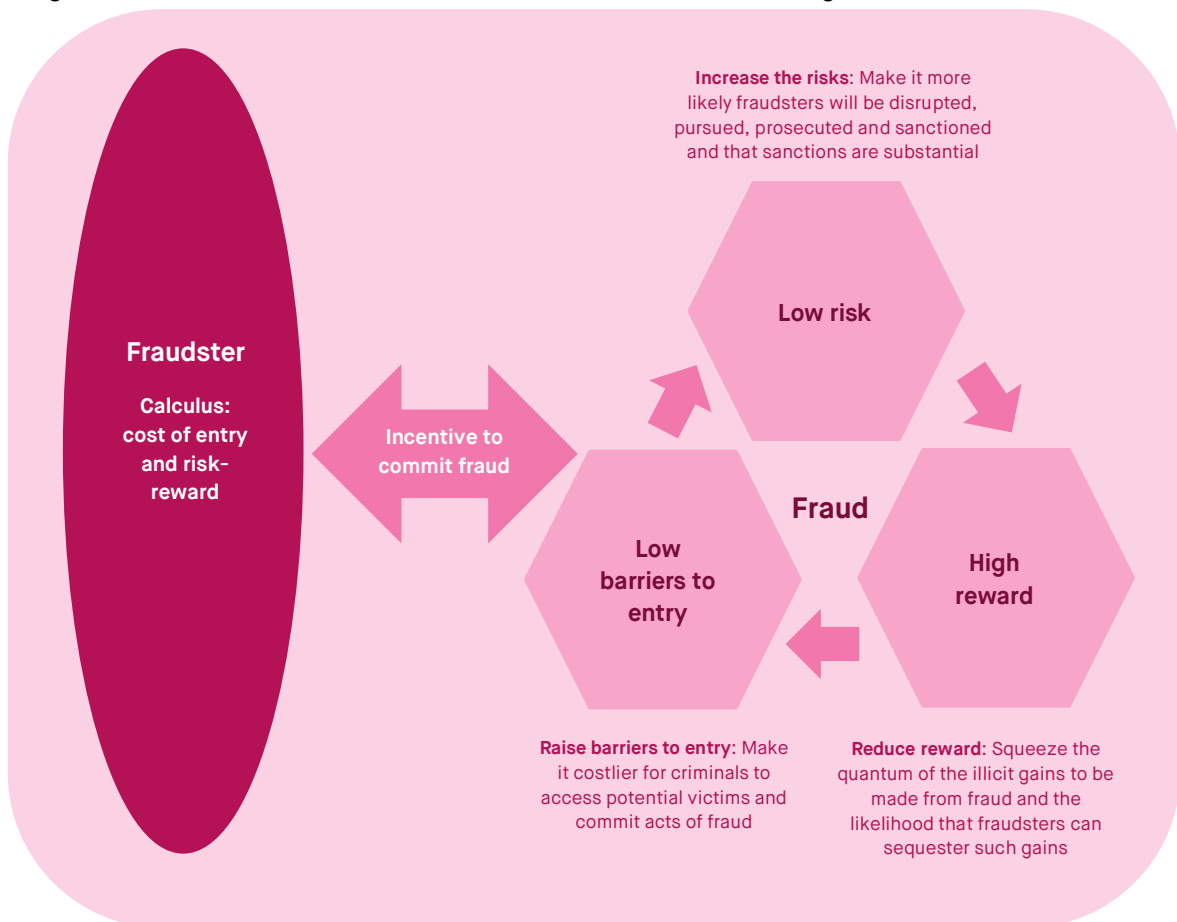 Increase the risks: Make it more
likely fraudsters will be disrupted,
pursued, prosecuted and sanctioned
and that sanctions are substantial
Low risk
Fraudster
Calculus:
cost of entry
and risk-
reward
Incentive to
commit fraud
Fraud
Low
barriers to
entry
High
reward
Raise barriers to entry: Make
it costlier for criminals to
access potential victims and
commit acts of fraud
Reduce reward: Squeeze the
quantum of the illicit gains to be
made from fraud and the
likelihood that fraudsters can
sequester such gains